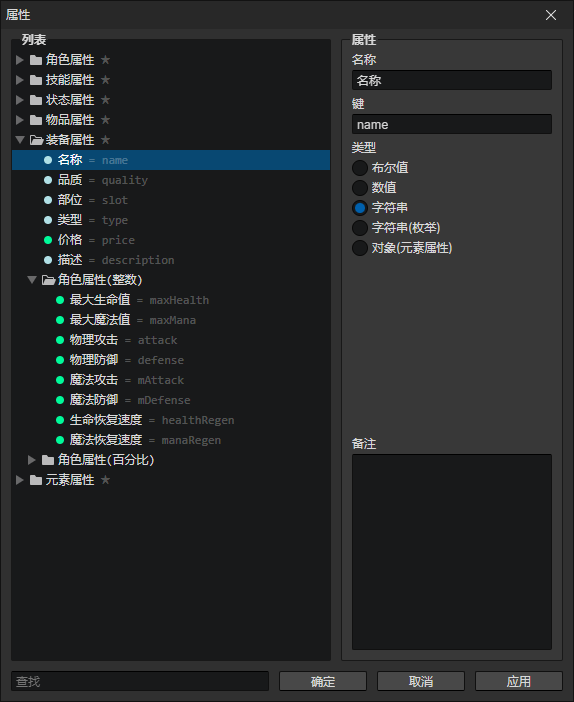 属性
列表
角色属性 ★
技能属性 ★
状态属性 ★
物品属性 ★
装备属性 ★
名称 = name
品质 = quality
部位 = slot
类型 = type
价格 = price
描述 = description
角色属性(整数)
最大生命值 = maxHealth
最大魔法值 = maxMana
物理攻击 = attack
物理防御 = defense
魔法攻击 = mAttack
魔法防御 = mDefense
生命恢复速度 = healthRegen
魔法恢复速度 = manaRegen
角色属性(百分比)
元素属性 ★
属性
名称
名称
键
name
类型
布尔值
数值
字符串
字符串(枚举)
对象(元素属性)
备注
查找
确定
取消
应用